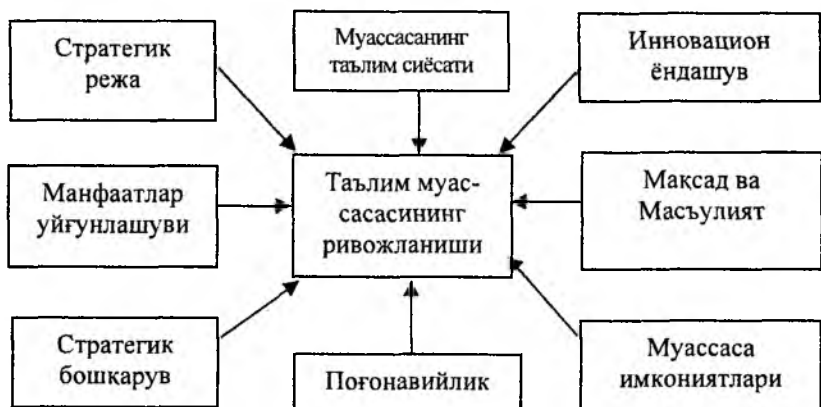 Стратегик
режа
Муассасанинг
таълим сиёсати
Инновацион
ёндашув
Манфаатлар
уйғунлашуви
Таълим муас-
сасасининг
ривожланиши
Мақсад ва
Масъулият
Стратегик
бошкарув
Поғонавийлик
Муассаса
имкониятлари